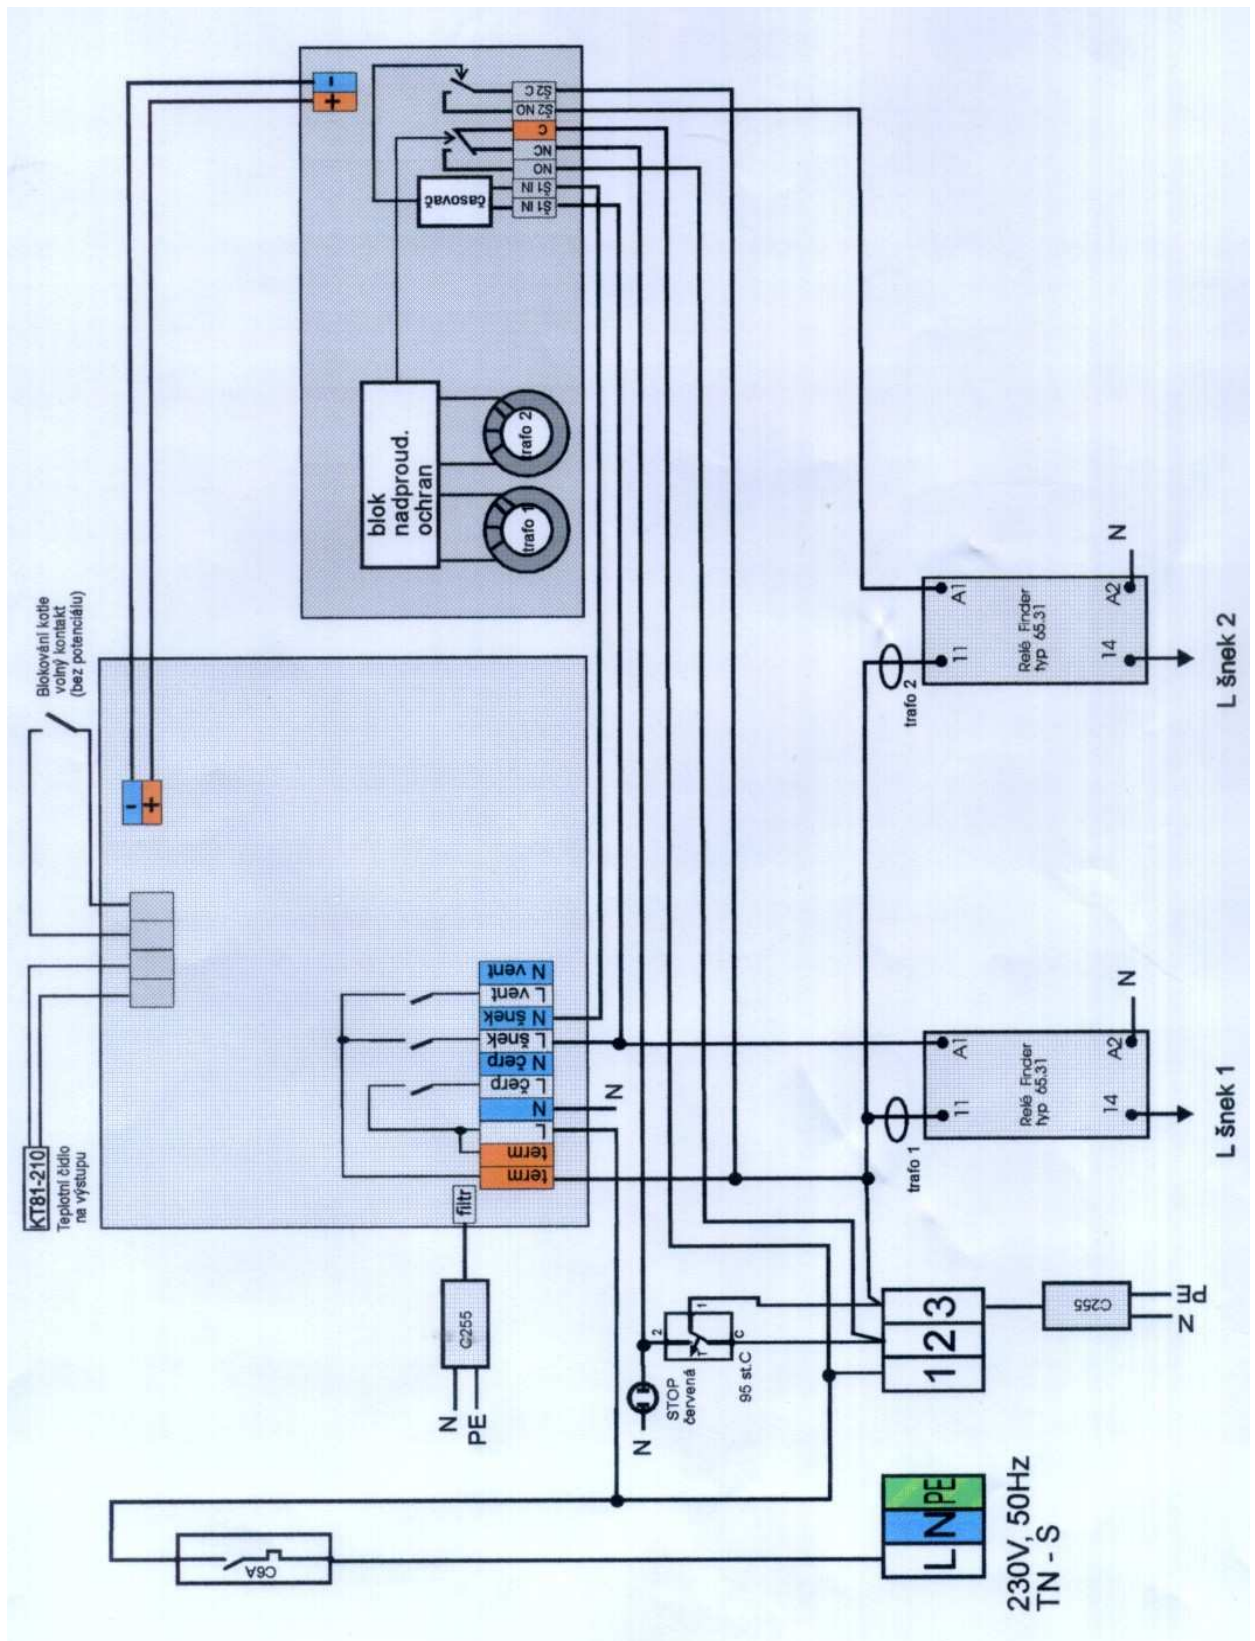 Blokování kotle
volný kontakt
(bez potenciálu)
KT81-210
Teplotní čidlo
na výstupu
-
+
-
+
blok
nadproud.
ochran
trafo 1
trafo 2
časovač
Š2 C
Š2 NO
C
NC
NO
Š1 IN
Š1 IN
filtr
term
term
L
N
L čerp
N čerp
L šnek
N šnek
L vent
N vent
C255
N
PE
N
N
STOP
červená
2
1
C
95 st.C
C6A
L N PE
230V, 50Hz
TN - S
1 2 3
C255
N
PE
trafo 1
11
A1
Relé Finder
typ 65.31
14
A2
N
L šnek 1
trafo 2
11
A1
Relé Finder
typ 65.31
14
A2
N
L šnek 2